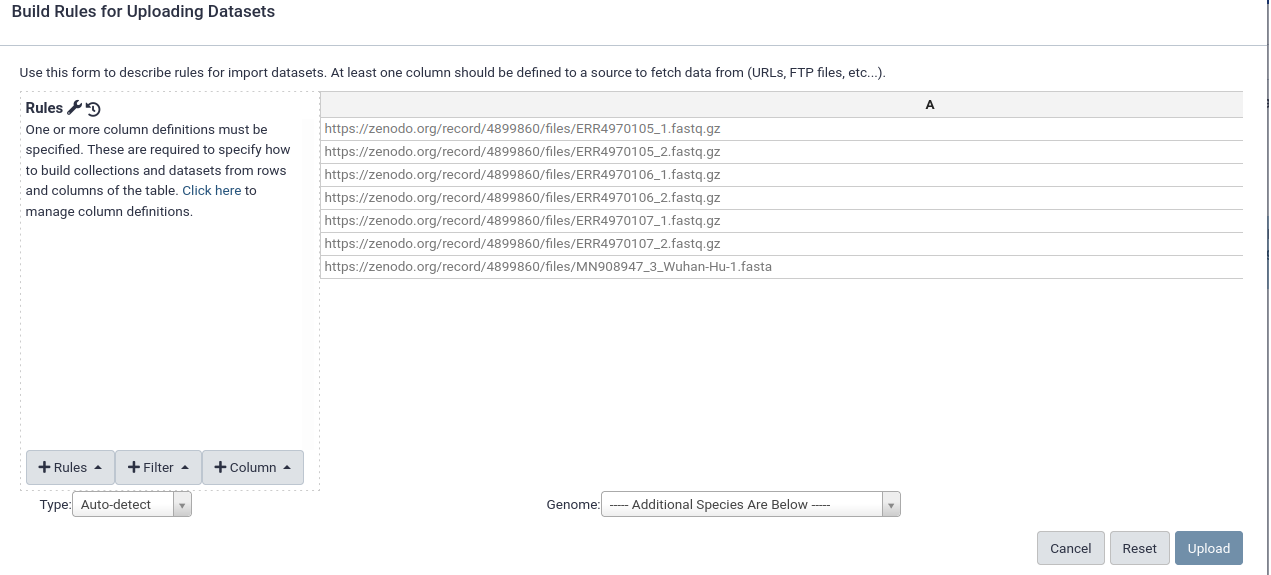 Build Rules for Uploading Datasets
Use this form to describe rules for import datasets. At least one column should be defined to a source to fetch data from (URLs, FTP files, etc...).
Rules
One or more column definitions must be
specified. These are required to specify how
to build collections and datasets from rows
and columns of the table. Click here to
manage column definitions.
A
https://zenodo.org/record/4899860/files/ERR4970105_1.fastq.gz
https://zenodo.org/record/4899860/files/ERR4970105_2.fastq.gz
https://zenodo.org/record/4899860/files/ERR4970106_1.fastq.gz
https://zenodo.org/record/4899860/files/ERR4970106_2.fastq.gz
https://zenodo.org/record/4899860/files/ERR4970107_1.fastq.gz
https://zenodo.org/record/4899860/files/ERR4970107_2.fastq.gz
https://zenodo.org/record/4899860/files/MN908947_3_Wuhan-Hu-1.fasta
+ Rules + Filter + Column
Type: Auto-detect Genome: ----- Additional Species Are Below -----
Cancel Reset Upload